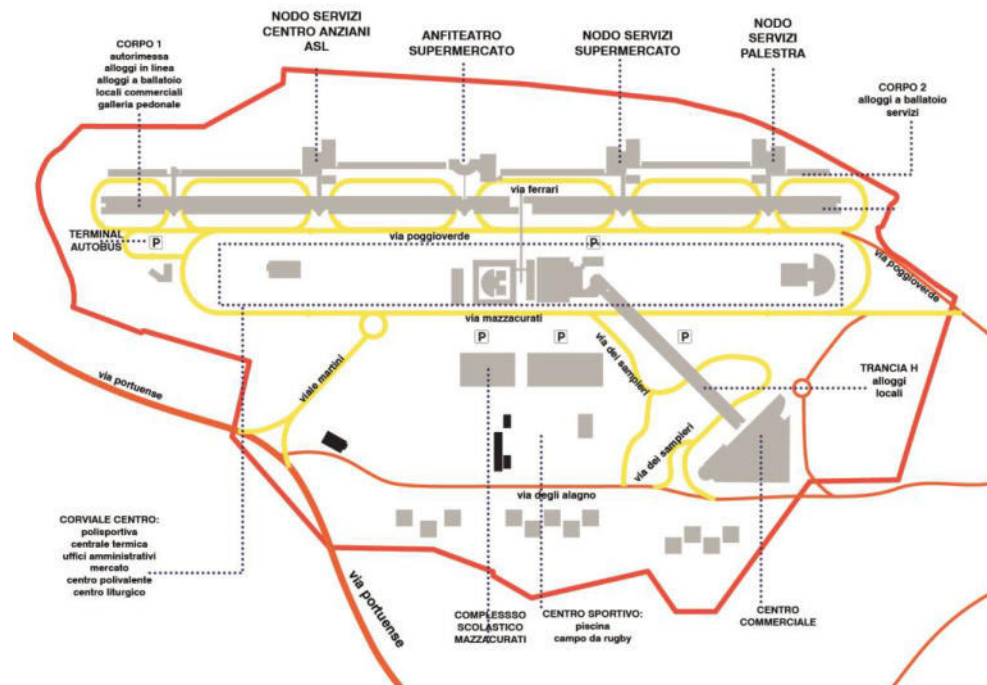 NODO SERVIZI
CENTRO ANZIANI
ASL
ANFITEATRO
SUPERMERCATO
NODO SERVIZI
SUPERMERCATO
NODO
SERVIZI
PALESTRA
CORPO 1
autorimessa
alloggi in linea
alloggi a ballatoio
locali commerciali
galleria pedonale
CORPO 2
alloggi a ballatoio
servizi
via ferrari
TERMINAL
AUTOBUS
P
via poggioverde
P
via poggioverde
via mazzacurati
P
P
P
viale martini
via dei sampieri
via portuense
TRANCIA H
alloggi
locali
via dei sampieri
via degli alagno
CORVIALE CENTRO:
polisportiva
centrale termica
uffici amministrativi
mercato
centro polivalente
centro liturgico
via portuense
COMPLESSSO
SCOLASTICO
MAZZACURATI
CENTRO SPORTIVO:
piscina
campo da rugby
CENTRO
COMMERCIALE